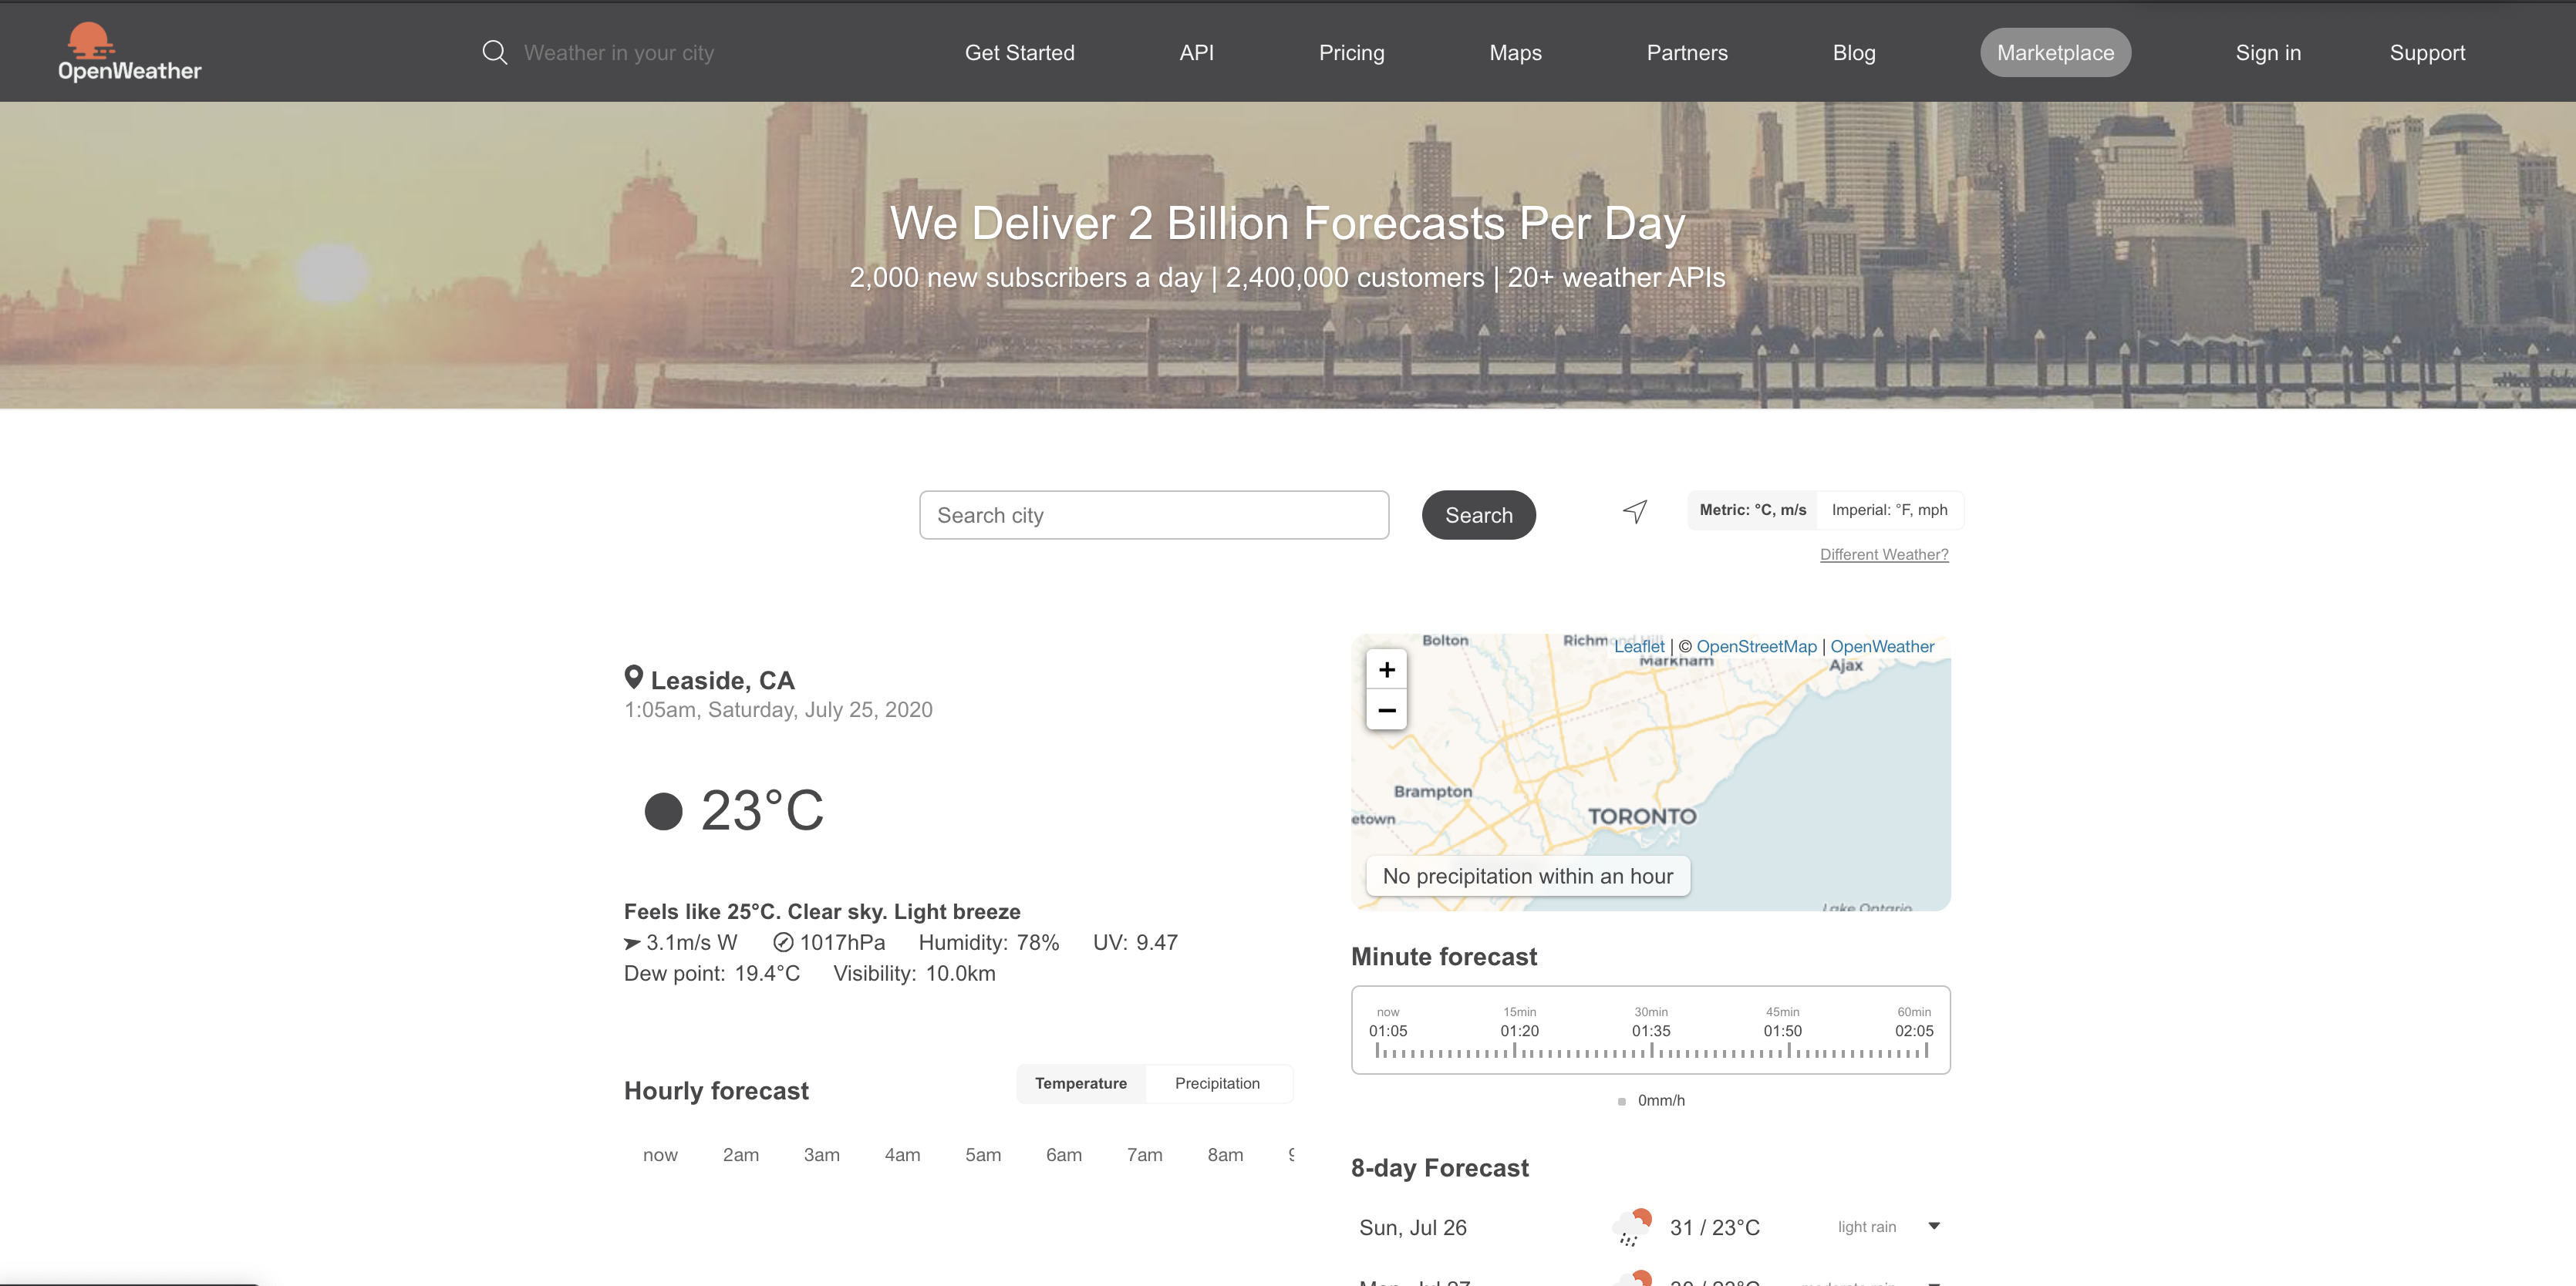 OpenWeather
Weather in your city
Get Started
API
Pricing
Maps
Partners
Blog
Marketplace
Sign in
Support
We Deliver 2 Billion Forecasts Per Day
2,000 new subscribers a day | 2,400,000 customers | 20+ weather APIs
Search city
Search
Metric: °C, m/s
Imperial: °F, mph
Different Weather?
Leaside, CA
1:05am, Saturday, July 25, 2020
23°C
Feels like 25°C. Clear sky. Light breeze
3.1m/s W 1017hPa Humidity: 78% UV: 9.47
Dew point: 19.4°C Visibility: 10.0km
Hourly forecast
Temperature
Precipitation
now 2am 3am 4am 5am 6am 7am 8am
Leaflet | © OpenStreetMap | OpenWeather
+
−
Bolton
Richmond Hill
Markham
Ajax
Brampton
etown
TORONTO
No precipitation within an hour
Lake Ontario
Minute forecast
now 15min 30min 45min 60min
01:05 01:20 01:35 01:50 02:05
0mm/h
8-day Forecast
Sun, Jul 26 31 / 23°C light rain